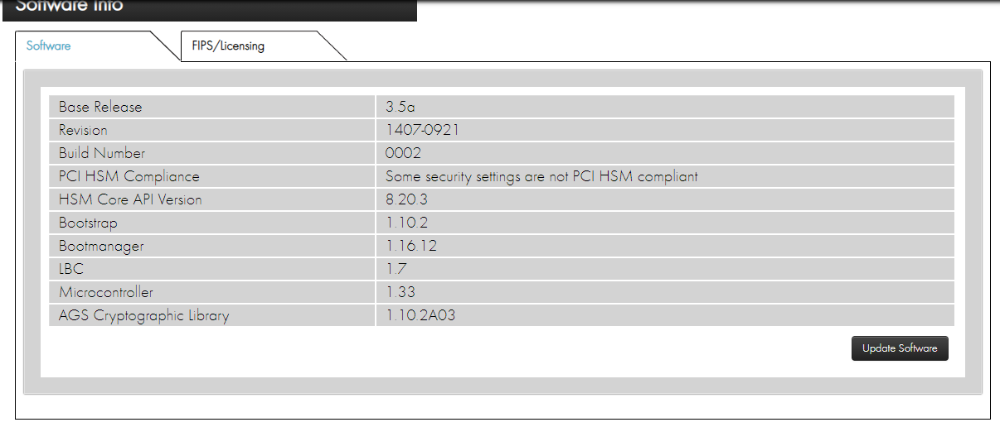 Software Info
Software
FIPS/Licensing
Base Release 3.5a
Revision 1407-0921
Build Number 0002
PCI HSM Compliance Some security settings are not PCI HSM compliant
HSM Core API Version 8.20.3
Bootstrap 1.10.2
Bootmanager 1.16.12
LBC 1.7
Microcontroller 1.33
AGS Cryptographic Library 1.10.2A03
Update Software